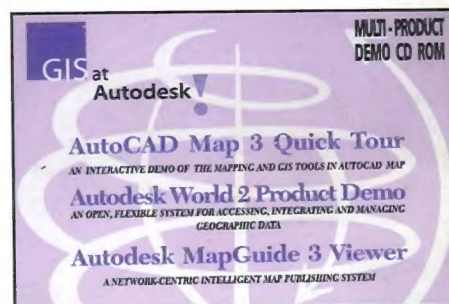 MULTI-PRODUCT
DEMO CD ROM
GIS at
Autodesk!
AutoCAD Map 3 Quick Tour
AN INTERACTIVE DEMO OF THE MAPPING AND GIS TOOLS IN AUTOCAD MAP
Autodesk World 2 Product Demo
AN OPEN, FLEXIBLE SYSTEM FOR ACCESSING, INTEGRATING AND MANAGING
GEOGRAPHIC DATA
Autodesk MapGuide 3 Viewer
A NETWORK-CENTRIC INTELLIGENT MAP PUBLISHING SYSTEM